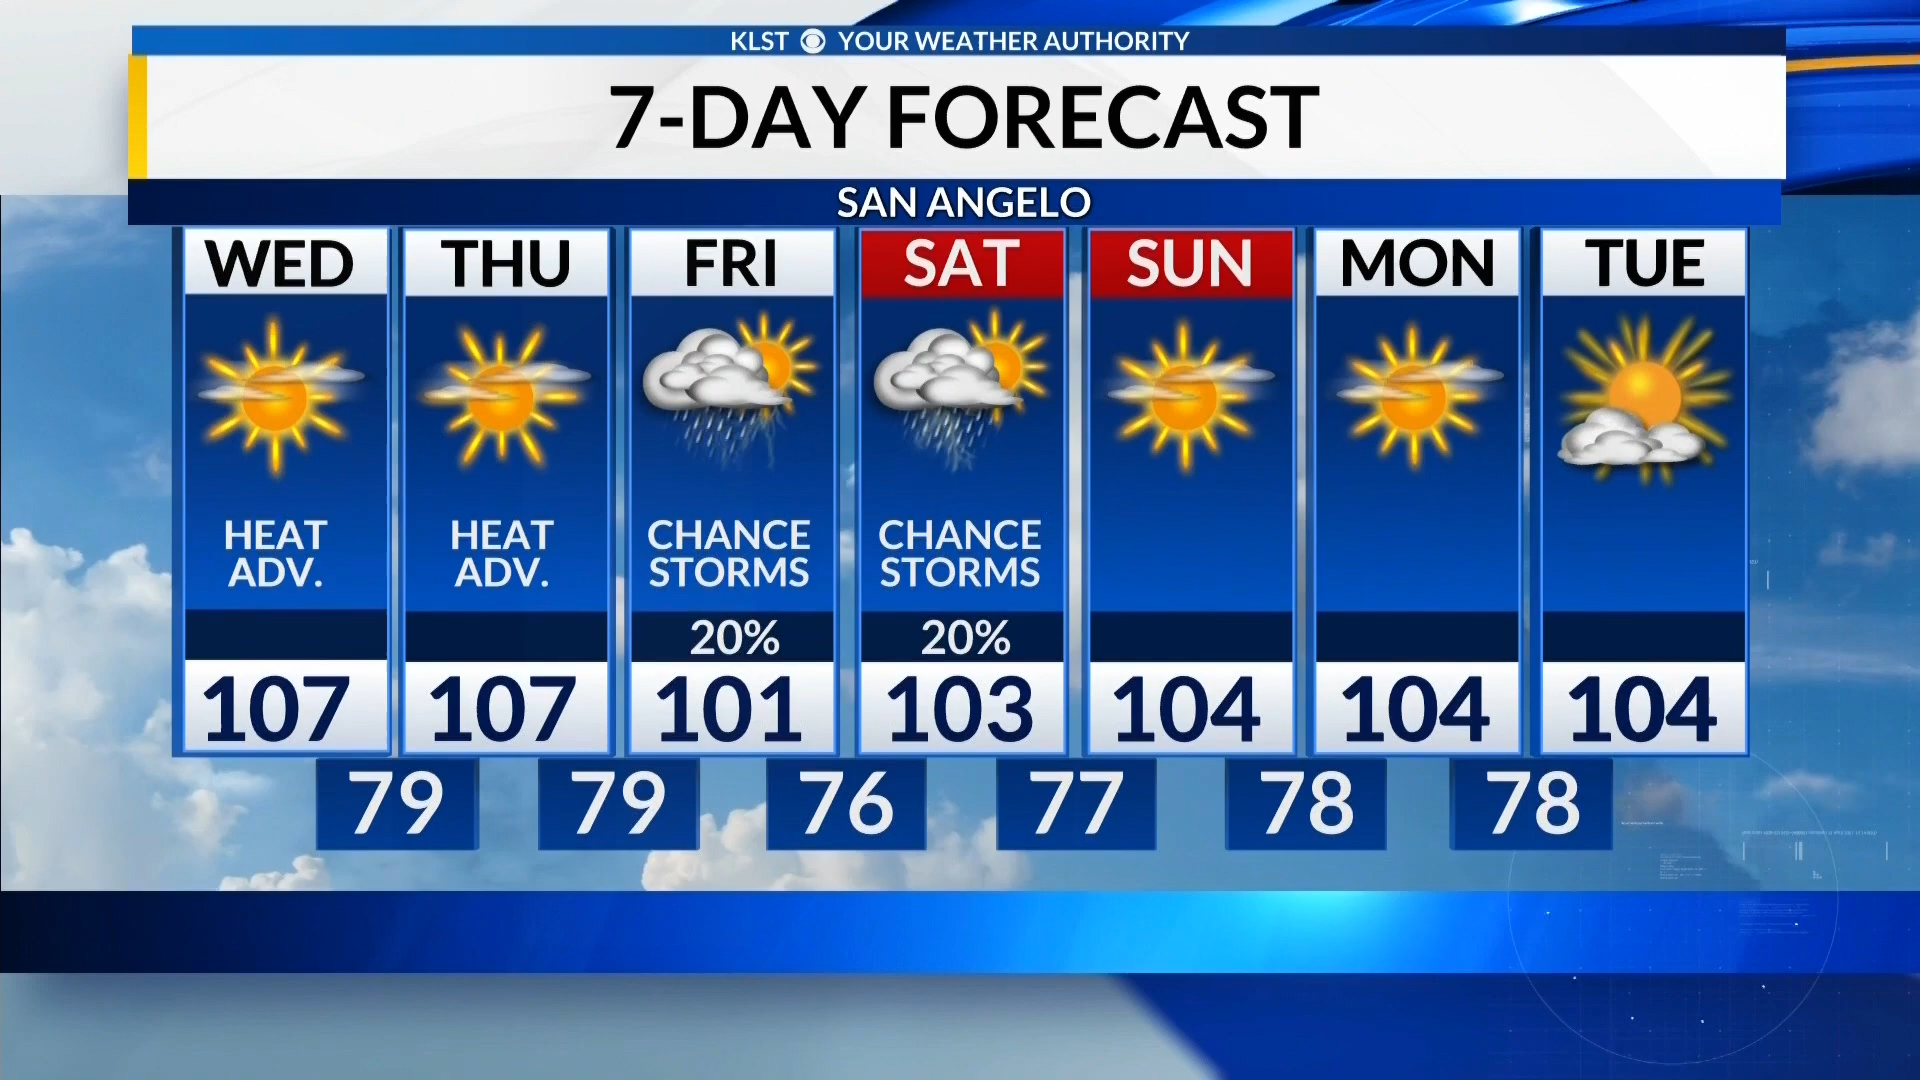 KLST YOUR WEATHER AUTHORITY
7-DAY FORECAST
SAN ANGELO
WED THU FRI SAT SUN MON TUE
HEAT ADV. HEAT ADV. CHANCE STORMS CHANCE STORMS
20% 20%
107 107 101 103 104 104 104
79 79 76 77 78 78